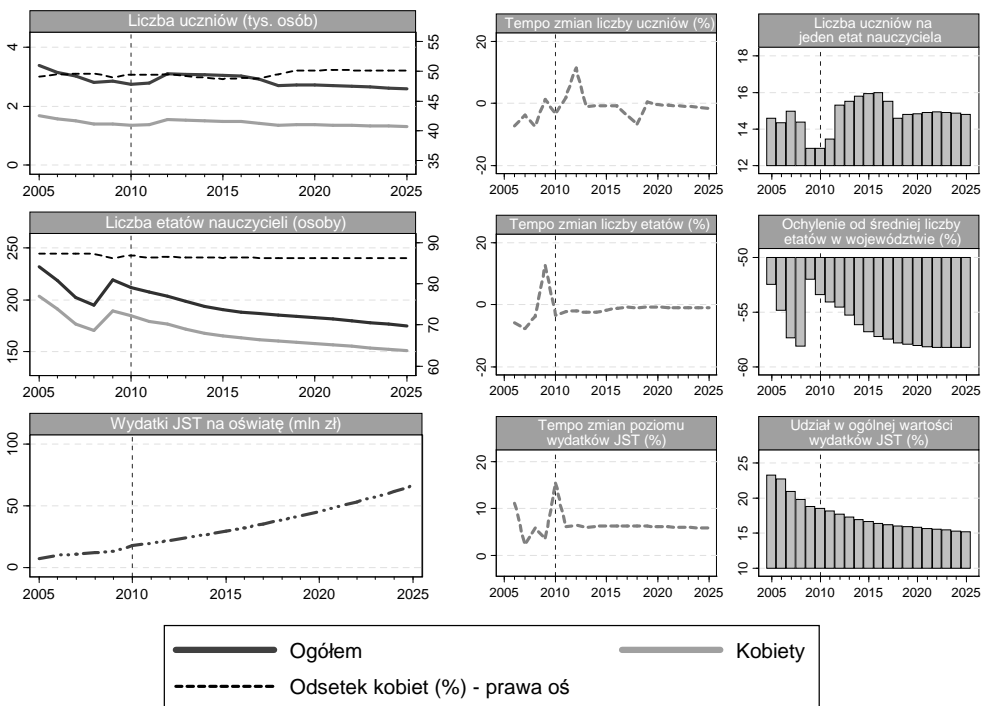 Liczba uczniów (tys. osób)
4
2
0
55
50
45
40
35
2005 2010 2015 2020 2025
Tempo zmian liczby uczniów (%)
20
0
-20
2005 2010 2015 2020 2025
Liczba uczniów na
jeden etat nauczyciela
18
16
14
12
2005 2010 2015 2020 2025
Liczba etatów nauczycieli (osoby)
250
200
150
90
80
70
60
2005 2010 2015 2020 2025
Tempo zmian liczby etatów (%)
20
0
-20
2005 2010 2015 2020 2025
Ochylenie od średniej liczby
etatów w województwie (%)
-50
-55
-60
2005 2010 2015 2020 2025
Wydatki JST na oświatę (mln zł)
100
50
0
2005 2010 2015 2020 2025
Tempo zmian poziomu
wydatków JST (%)
20
10
0
2005 2010 2015 2020 2025
Udział w ogólnej wartości
wydatków JST (%)
25
20
15
10
2005 2010 2015 2020 2025
Ogółem Kobiety
Odsetek kobiet (%) - prawa oś